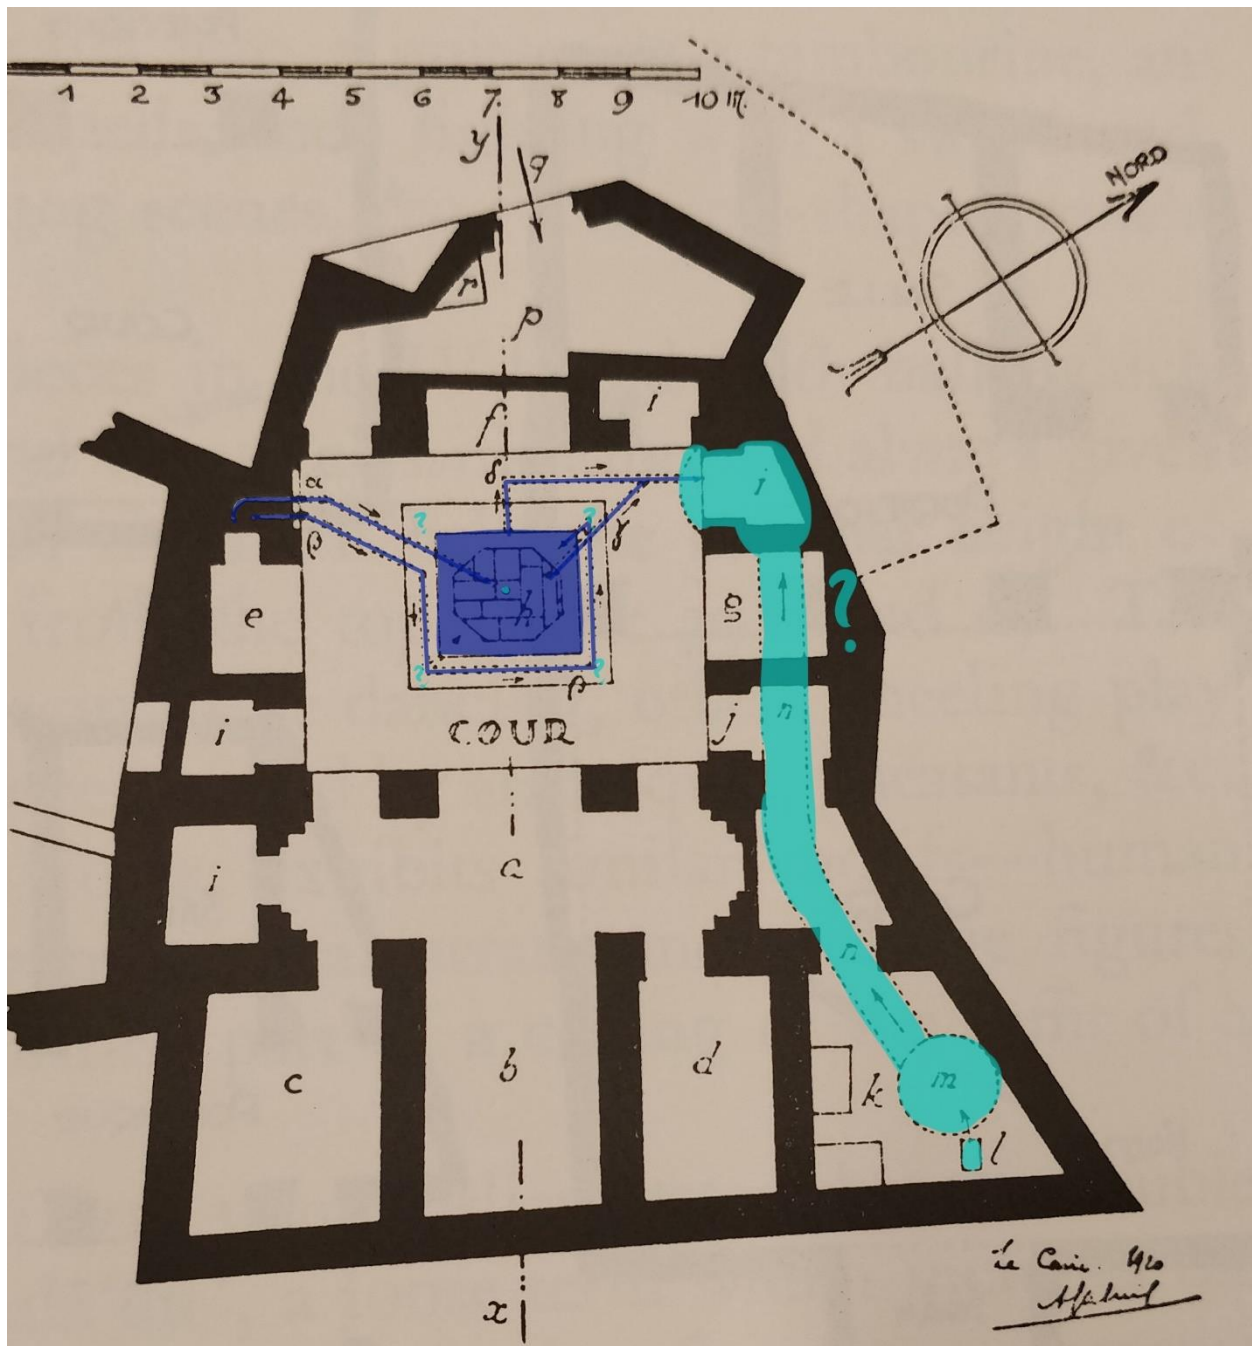 1 2 3 4 5 6 7 8 9 10 M.
y
q
NORD
r
p
f
i
α
δ
i
β
?
?
γ
e
h
g
?
?
?
β
i
COUR
j
n
i
a
n
c
b
d
k
m
l
Le Caire. 1920
x